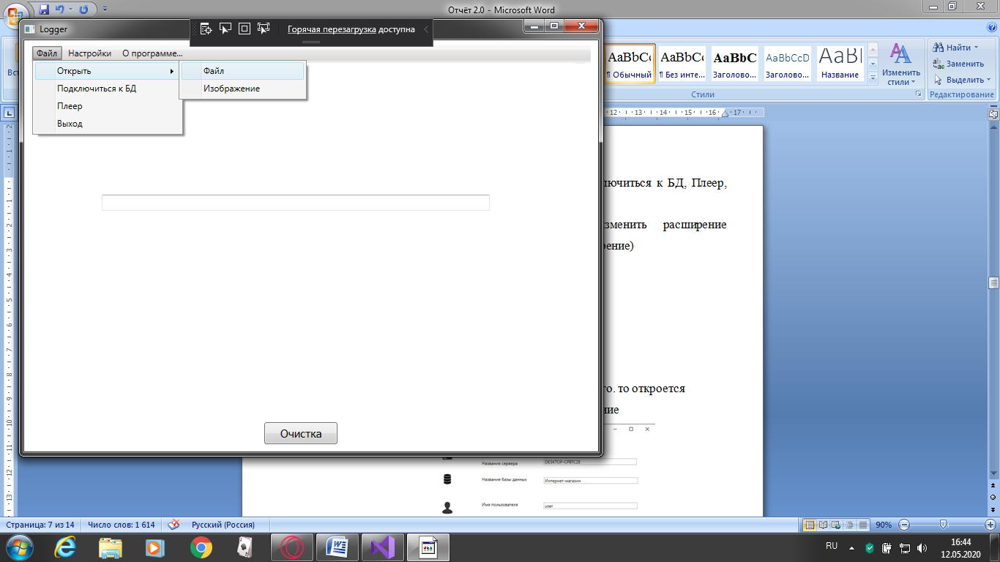 Отчёт 2.0 - Microsoft Word
Logger
Горячая перезагрузка доступна
Файл Настройки О программе...
Открыть
Подключиться к БД
Плеер
Выход
Файл
Изображение
Очистка
AaBbCc AaBbCc AaBbC AaBbCcD AaBl
¶ Обычный ¶ Без инте... Заголово... Заголово... Название
Изменить стили
Стили
Найти
Заменить
Выделить
Редактирование
12 13 14 15 16 17
лючиться к БД, Плеер,
зменить расширение
рение)
го. то откроется
ние
Название сервера DESKTOP-CPBTC2E
Название базы данных Интернет-магазин
Имя пользователя user
Страница: 7 из 14 Число слов: 1 614 Русский (Россия) 90%
RU 16:44
12.05.2020